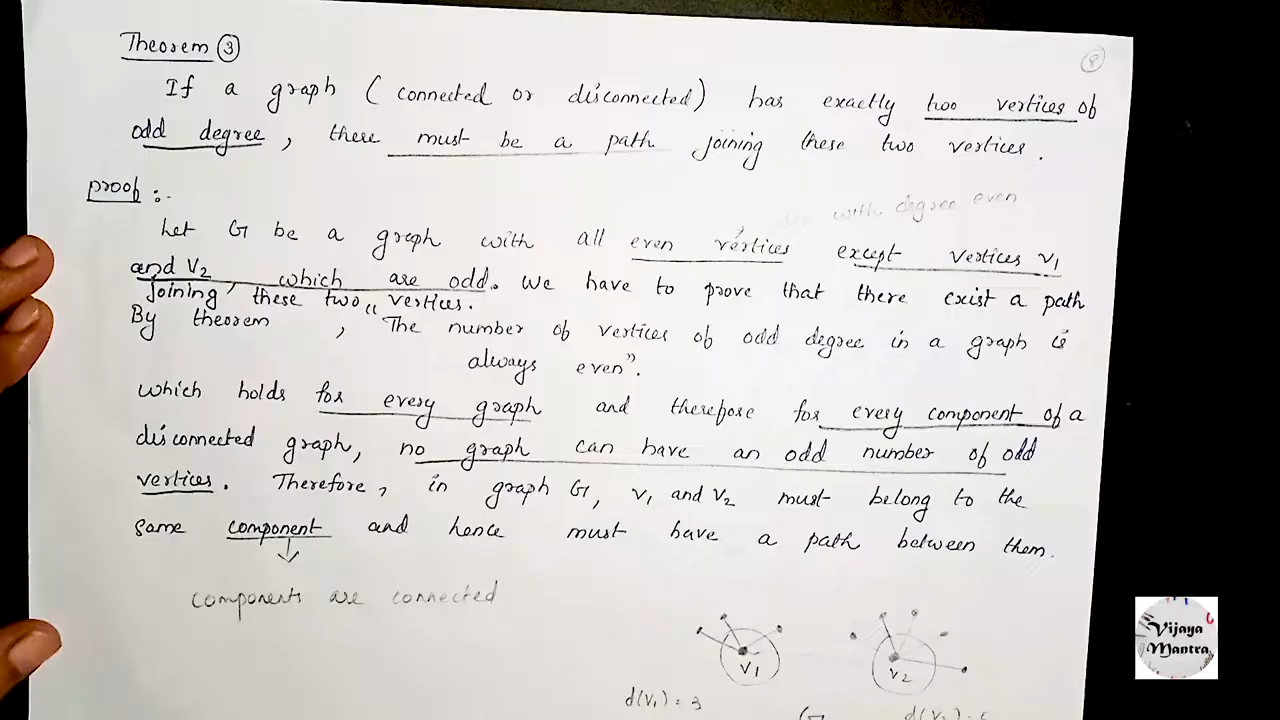 Theorem ③
⑧
If a graph (connected or disconnected) has exactly two vertices of
odd degree, there must be a path joining these two vertices.
Proof :-
with degree even
Let G be a graph with all even vertices except vertices v1
and V2, which are odd. We have to prove that there exist a path
joining these two vertices.
By theorem , "The number of vertices of odd degree in a graph is
always even".
which holds for every graph and therefore for every component of a
disconnected graph, no graph can have an odd number of odd
vertices. Therefore, in graph G, v1 and v2 must belong to the
same component and hence must have a path between them.
components are connected
V1
V2
d(V1) = 3
Vijaya
Mantra